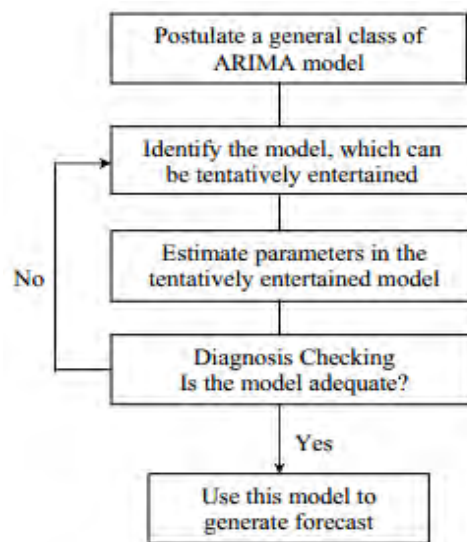 Postulate a general class of
ARIMA model
Identify the model, which can
be tentatively entertained
Estimate parameters in the
tentatively entertained model
No
Diagnosis Checking
Is the model adequate?
Yes
Use this model to
generate forecast